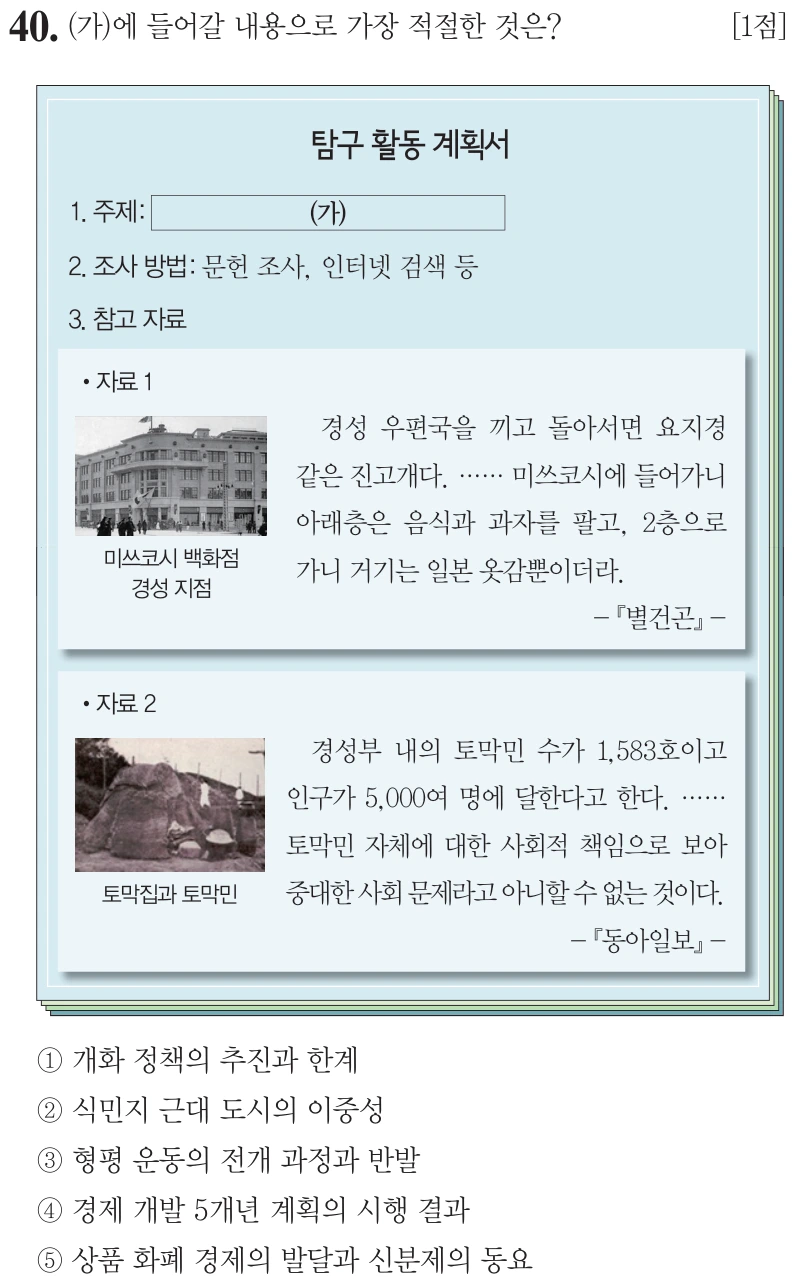 40. (가)에 들어갈 내용으로 가장 적절한 것은? [1점]
탐구 활동 계획서
1. 주제: (가)
2. 조사 방법: 문헌 조사, 인터넷 검색 등
3. 참고 자료
• 자료 1
경성 우편국을 끼고 돌아서면 요지경
같은 진고개다. …… 미쓰코시에 들어가니
아래층은 음식과 과자를 팔고, 2층으로
가니 거기는 일본 옷감뿐이더라.
-『별건곤』-
미쓰코시 백화점
경성 지점
• 자료 2
경성부 내의 토막민 수가 1,583호이고
인구가 5,000여 명에 달한다고 한다. ……
토막민 자체에 대한 사회적 책임으로 보아
중대한 사회 문제라고 아니할 수 없는 것이다.
-『동아일보』-
토막집과 토막민
① 개화 정책의 추진과 한계
② 식민지 근대 도시의 이중성
③ 형평 운동의 전개 과정과 반발
④ 경제 개발 5개년 계획의 시행 결과
⑤ 상품 화폐 경제의 발달과 신분제의 동요